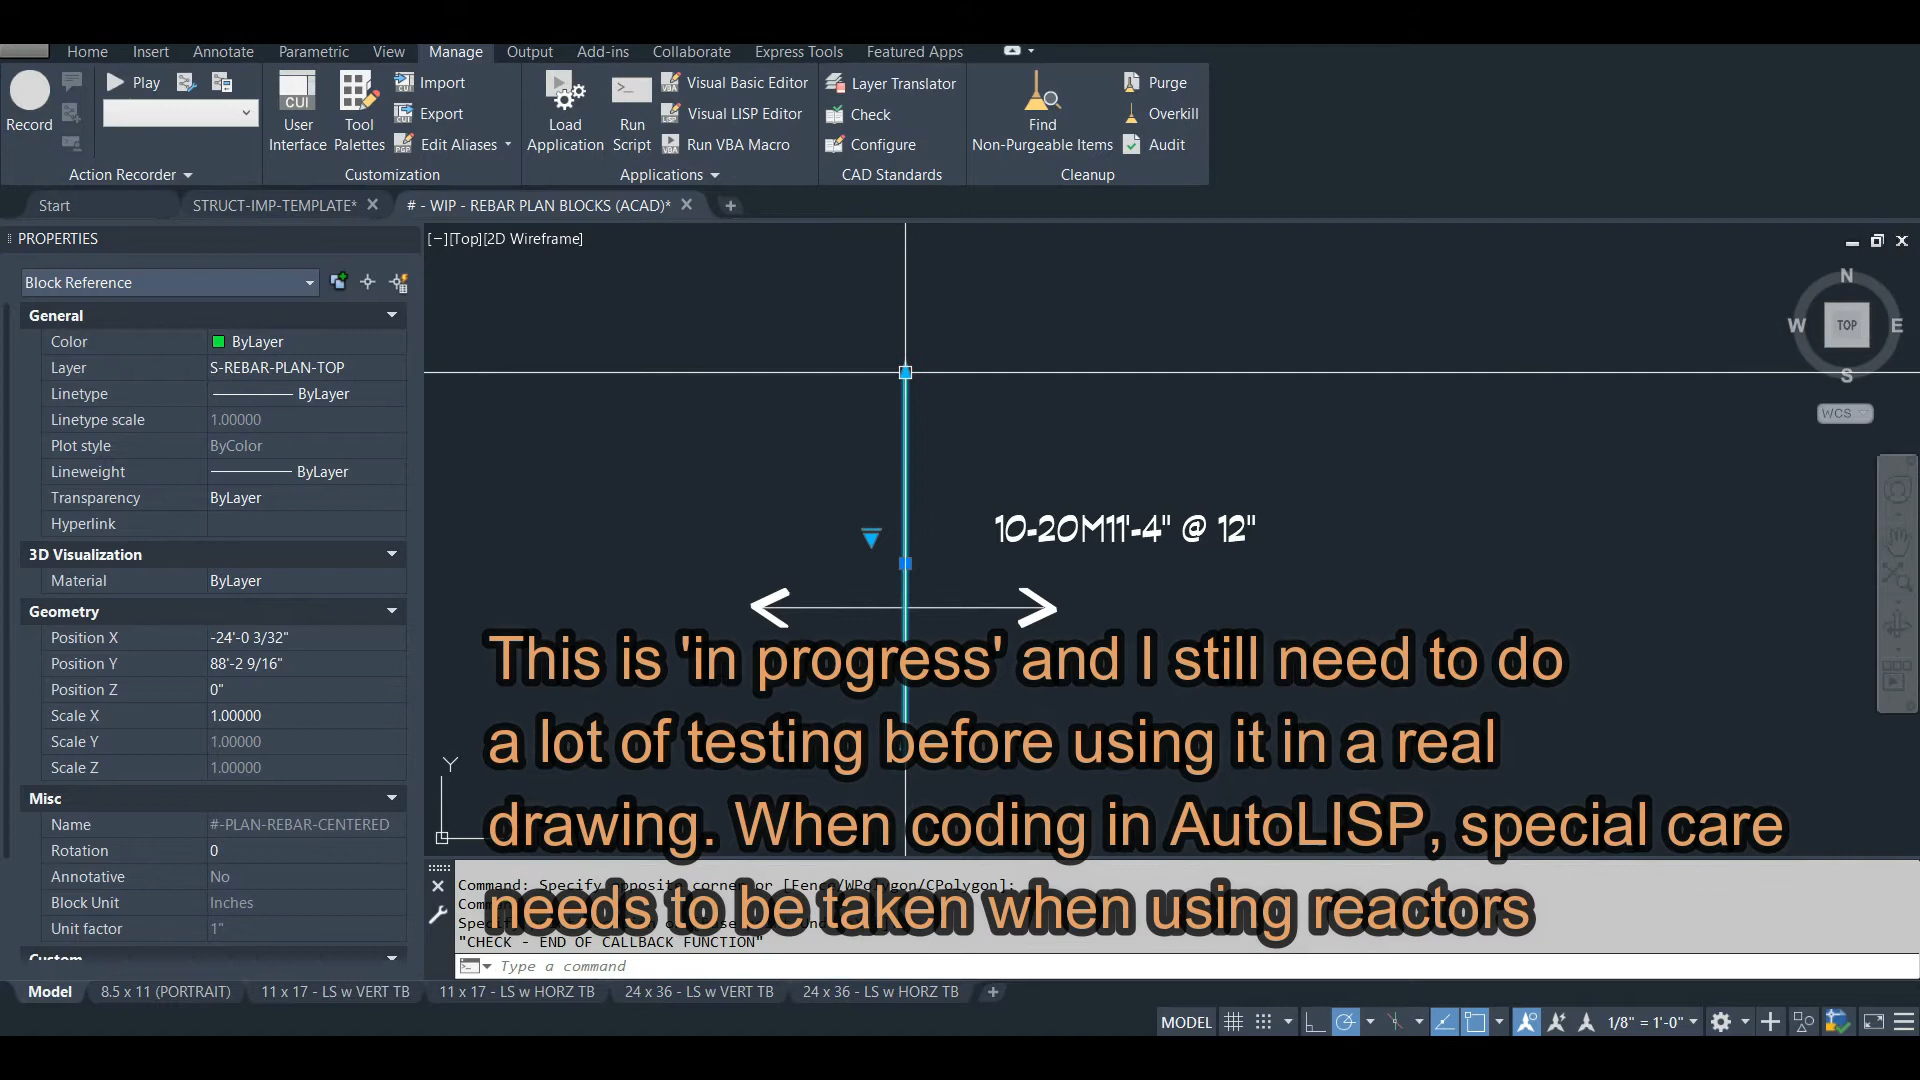 Home Insert Annotate Parametric View Manage Output Add-ins Collaborate Express Tools Featured Apps
Record
Play
Action Recorder
CUI
User Interface
Tool Palettes
Import
Export
Edit Aliases
Customization
Load Application
Run Script
Visual Basic Editor
Visual LISP Editor
Run VBA Macro
Applications
Layer Translator
Check
Configure
CAD Standards
Find
Non-Purgeable Items
Purge
Overkill
Audit
Cleanup
Start STRUCT-IMP-TEMPLATE* # - WIP - REBAR PLAN BLOCKS (ACAD)*
PROPERTIES
[−][Top][2D Wireframe]
Block Reference
General
Color ByLayer
Layer S-REBAR-PLAN-TOP
Linetype ByLayer
Linetype scale 1.00000
Plot style ByColor
Lineweight ByLayer
Transparency ByLayer
Hyperlink
3D Visualization
Material ByLayer
Geometry
Position X -24'-0 3/32"
Position Y 88'-2 9/16"
Position Z 0"
Scale X 1.00000
Scale Y 1.00000
Scale Z 1.00000
Misc
Name #-PLAN-REBAR-CENTERED
Rotation 0
Annotative No
Block Unit Inches
Unit factor 1"
Custom
N
W TOP E
S
WCS
10-20M11'-4" @ 12"
Y
This is 'in progress' and I still need to do
a lot of testing before using it in a real
drawing. When coding in AutoLISP, special care
needs to be taken when using reactors
Command: Specify opposite corner or [Fence/WPolygon/CPolygon]:
"CHECK - END OF CALLBACK FUNCTION"
Type a command
Model 8.5 x 11 (PORTRAIT) 11 x 17 - LS w VERT TB 11 x 17 - LS w HORZ TB 24 x 36 - LS w VERT TB 24 x 36 - LS w HORZ TB
MODEL 1/8" = 1'-0"